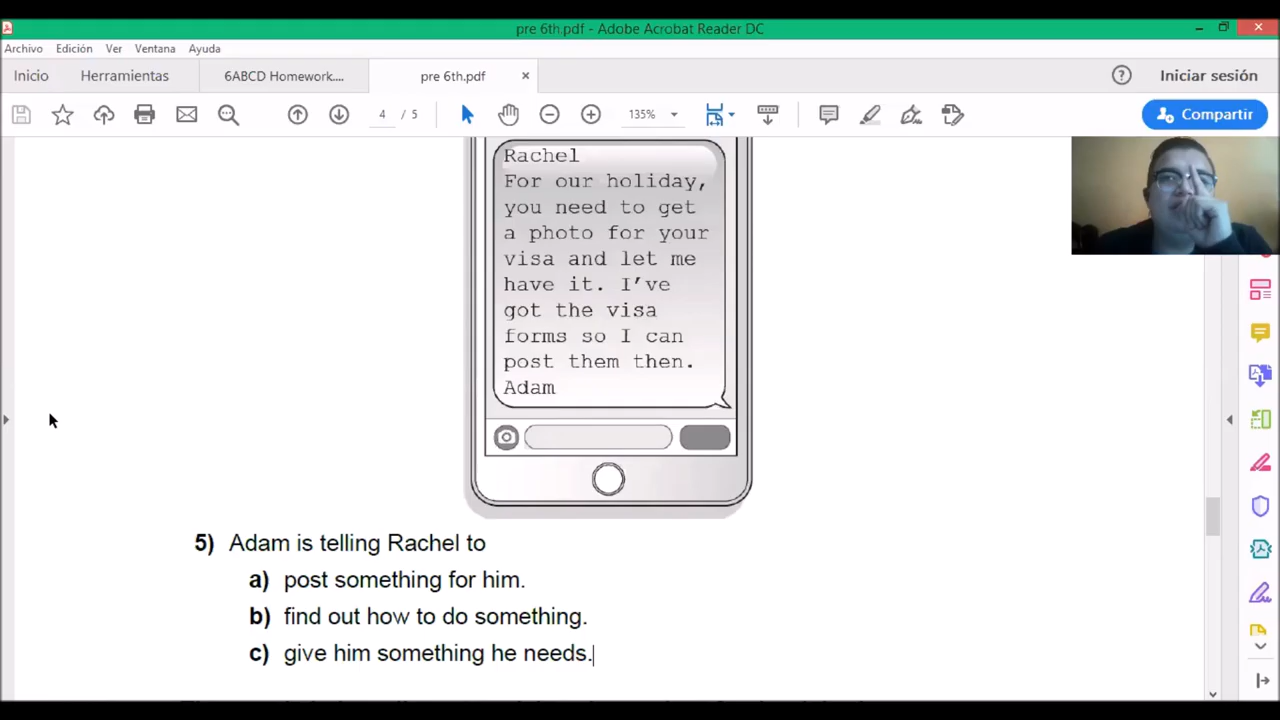 pre 6th.pdf - Adobe Acrobat Reader DC
Archivo Edición Ver Ventana Ayuda
Inicio Herramientas 6ABCD Homework.... pre 6th.pdf × Iniciar sesión
4 / 5 135% Compartir
Rachel
For our holiday,
you need to get
a photo for your
visa and let me
have it. I've
got the visa
forms so I can
post them then.
Adam
5) Adam is telling Rachel to
a) post something for him.
b) find out how to do something.
c) give him something he needs.